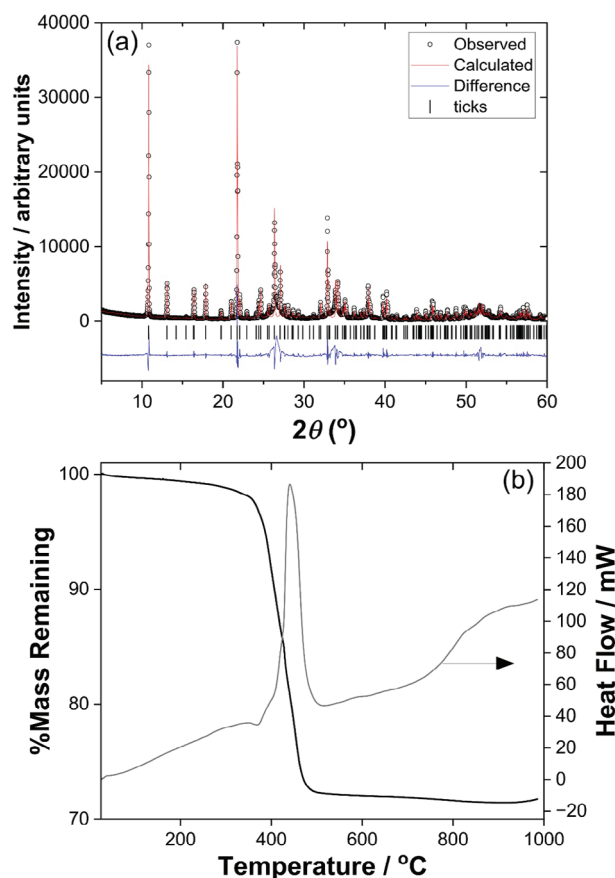 (a)
Observed
Calculated
Difference
ticks
40000
30000
20000
10000
0
Intensity / arbitrary units
10 20 30 40 50 60
2θ (°)
(b)
100
90
80
70
%Mass Remaining
200
180
160
140
120
100
80
60
40
20
0
−20
Heat Flow / mW
200 400 600 800 1000
Temperature / °C